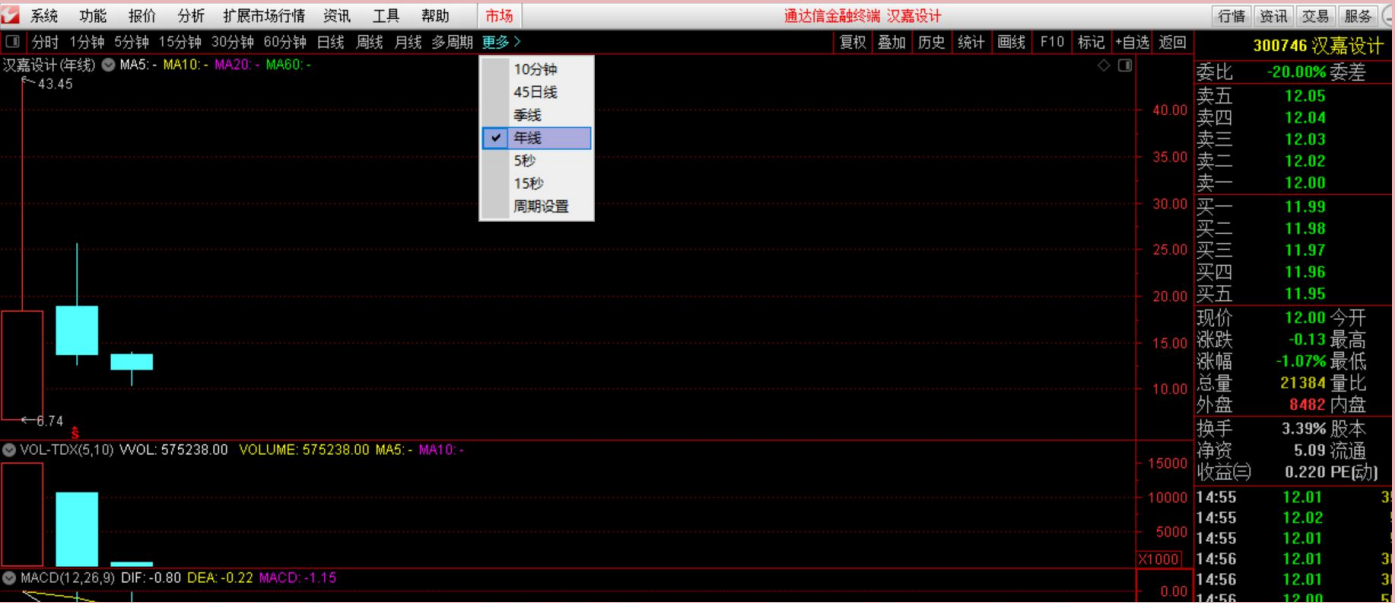 系统 功能 报价 分析 扩展市场行情 资讯 工具 帮助 市场 通达信金融终端 汉嘉设计 行情 资讯 交易 服务
分时 1分钟 5分钟 15分钟 30分钟 60分钟 日线 周线 月线 多周期 更多> 复权 叠加 历史 统计 画线 F10 标记 +自选 返回
300746 汉嘉设计
汉嘉设计(年线) MA5: - MA10: - MA20: - MA60: -
10分钟
45日线
季线
年线
5秒
15秒
周期设置
43.45
6.74
40.00
35.00
30.00
25.00
20.00
15.00
10.00
委比 -20.00% 委差
卖五 12.05
卖四 12.04
卖三 12.03
卖二 12.02
卖一 12.00
买一 11.99
买二 11.98
买三 11.97
买四 11.96
买五 11.95
现价 12.00 今开
涨跌 -0.13 最高
涨幅 -1.07% 最低
总量 21384 量比
外盘 8482 内盘
换手 3.39% 股本
净资 5.09 流通
收益㈢ 0.220 PE(动)
VOL-TDX(5,10) VVOL: 575238.00 VOLUME: 575238.00 MA5: - MA10: -
15000
10000
5000
X1000
14:55 12.01
14:55 12.02
14:55 12.01
14:56 12.01
14:56 12.01
14:56 12.00
MACD(12,26,9) DIF: -0.80 DEA: -0.22 MACD: -1.15
0.00